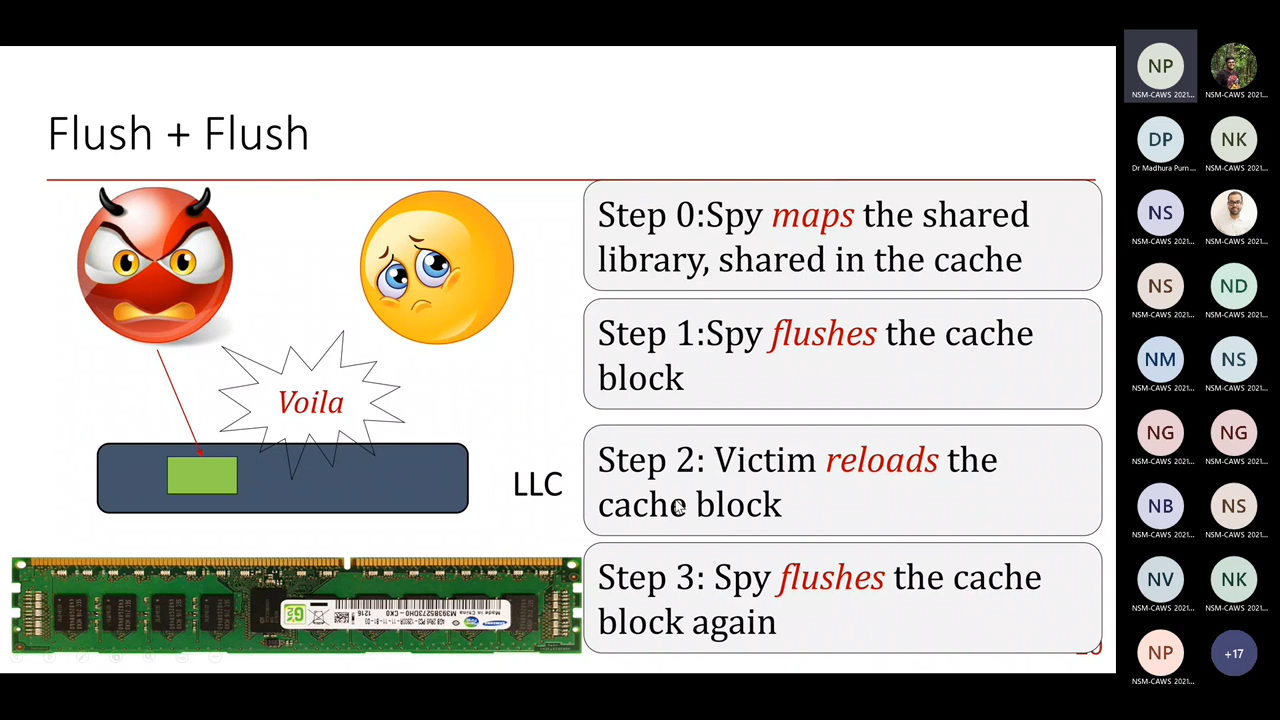 Flush + Flush
Step 0:Spy maps the shared
library, shared in the cache
Step 1:Spy flushes the cache
block
Voila
LLC
Step 2: Victim reloads the
cache block
Step 3: Spy flushes the cache
block again
NP
NSM-CAWS 2021...
NSM-CAWS 2021...
DP
NK
Dr Madhura Purn...
NSM-CAWS 2021...
NS
NSM-CAWS 2021...
NSM-CAWS 2021...
NS
ND
NSM-CAWS 2021...
NSM-CAWS 2021...
NM
NS
NSM-CAWS 2021...
NSM-CAWS 2021...
NG
NG
NSM-CAWS 2021...
NSM-CAWS 2021...
NB
NS
NSM-CAWS 2021...
NSM-CAWS 2021...
NV
NK
NSM-CAWS 2021...
NSM-CAWS 2021...
NP
+17
NSM-CAWS 2021...